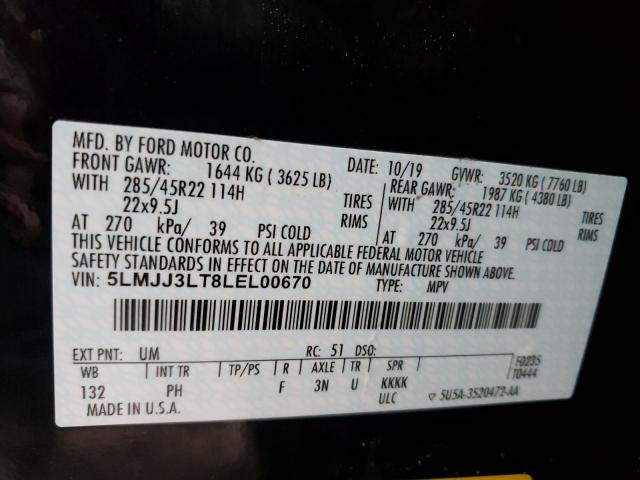 MFD. BY FORD MOTOR CO. DATE: 10/19 GVWR: 3520 KG ( 7760 LB)
FRONT GAWR: 1644 KG ( 3625 LB) REAR GAWR: 1987 KG ( 4380 LB)
WITH 285/45R22 114H TIRES WITH 285/45R22 114H TIRES
22x9.5J RIMS 22x9.5J RIMS
AT 270 kPa/ 39 PSI COLD AT 270 kPa/ 39 PSI COLD
THIS VEHICLE CONFORMS TO ALL APPLICABLE FEDERAL MOTOR VEHICLE
SAFETY STANDARDS IN EFFECT ON THE DATE OF MANUFACTURE SHOWN ABOVE.
VIN: 5LMJJ3LT8LEL00670 TYPE: MPV
EXT PNT: UM RC: 51 DSO: F0235
WB INT TR TP/PS R AXLE TR SPR T0444
132 PH F 3N U KKKK
MADE IN U.S.A. ULC 5U5A-3520472-AA